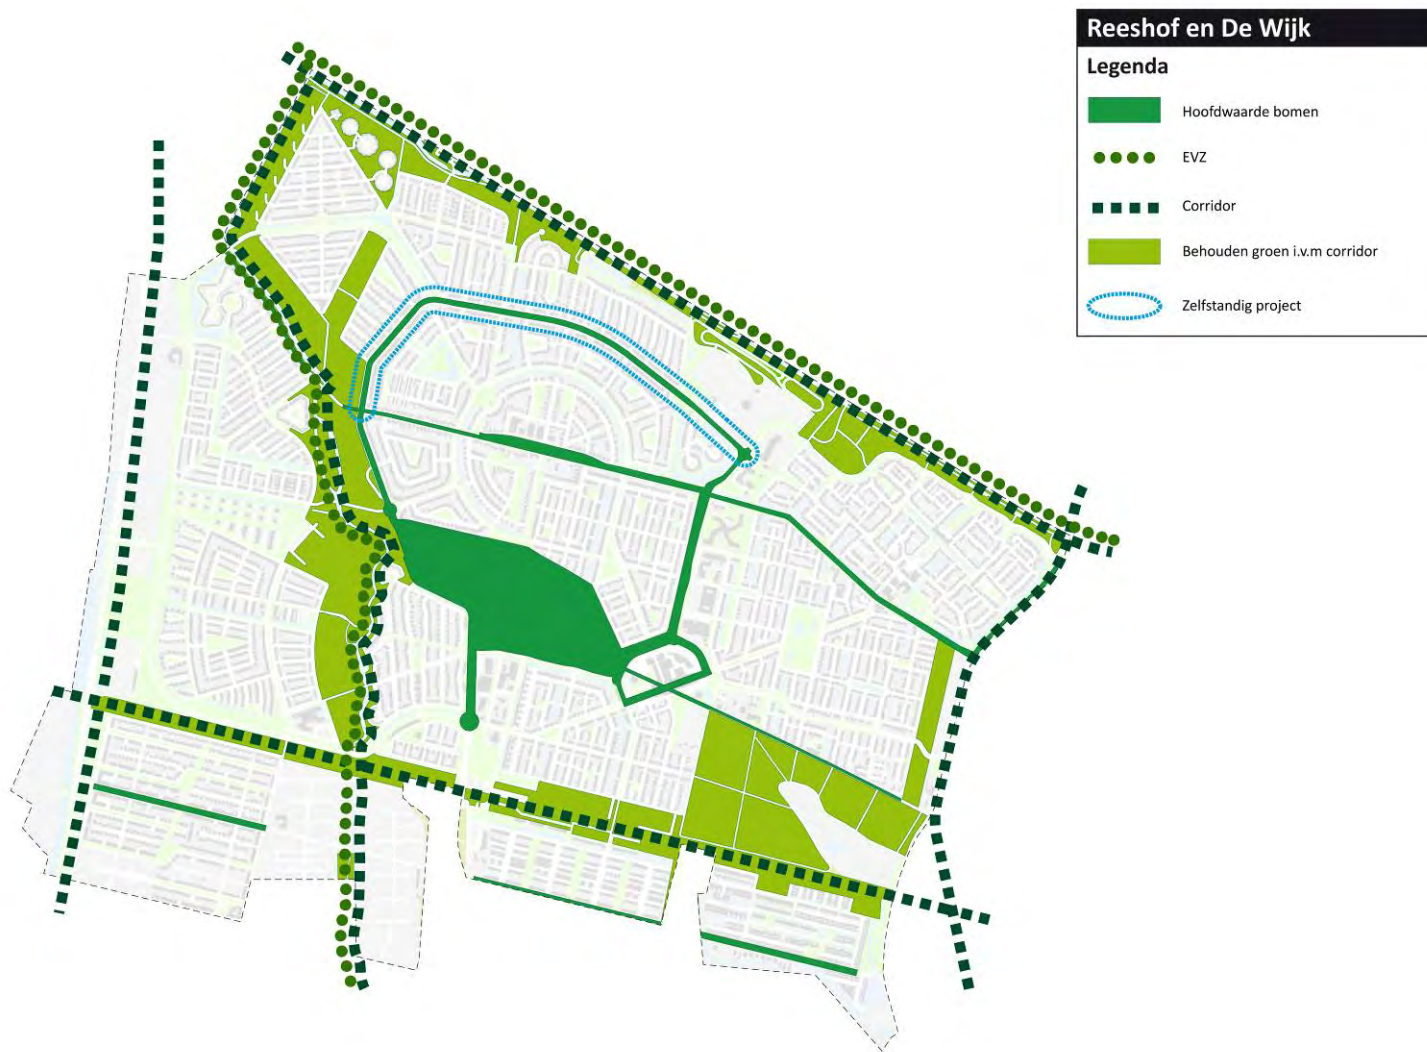 Reeshof en De Wijk
Legenda
Hoofdwaarde bomen
EVZ
Corridor
Behouden groen i.v.m corridor
Zelfstandig project